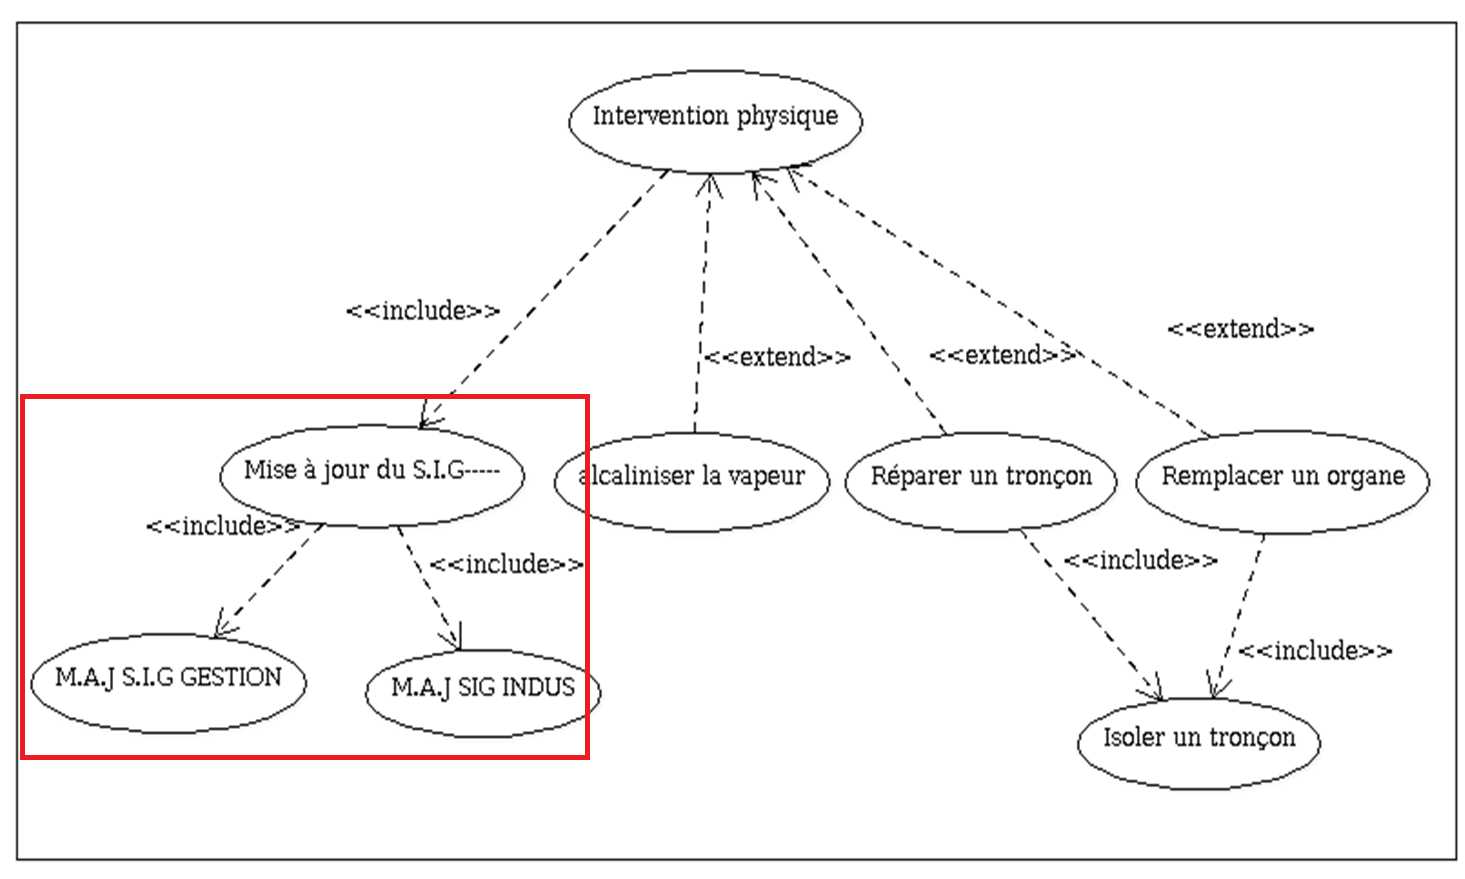 Intervention physique
<<include>>
<<extend>>
<<extend>>
<<extend>>
Mise à jour du S.I.G-----
alcaliniser la vapeur
Réparer un tronçon
Remplacer un organe
<<include>>
<<include>>
<<include>>
<<include>>
M.A.J S.I.G GESTION
M.A.J SIG INDUS
Isoler un tronçon